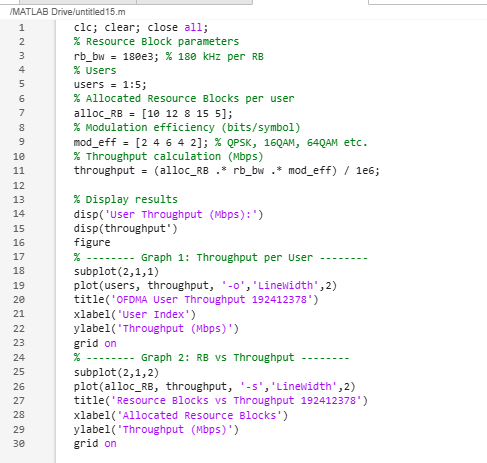 /MATLAB Drive/untitled15.m
1 clc; clear; close all;
2 % Resource Block parameters
3 rb_bw = 180e3; % 180 kHz per RB
4 % Users
5 users = 1:5;
6 % Allocated Resource Blocks per user
7 alloc_RB = [10 12 8 15 5];
8 % Modulation efficiency (bits/symbol)
9 mod_eff = [2 4 6 4 2]; % QPSK, 16QAM, 64QAM etc.
10 % Throughput calculation (Mbps)
11 throughput = (alloc_RB .* rb_bw .* mod_eff) / 1e6;
12
13 % Display results
14 disp('User Throughput (Mbps):')
15 disp(throughput')
16 figure
17 % -------- Graph 1: Throughput per User --------
18 subplot(2,1,1)
19 plot(users, throughput, '-o','LineWidth',2)
20 title('OFDMA User Throughput 192412378')
21 xlabel('User Index')
22 ylabel('Throughput (Mbps)')
23 grid on
24 % -------- Graph 2: RB vs Throughput --------
25 subplot(2,1,2)
26 plot(alloc_RB, throughput, '-s','LineWidth',2)
27 title('Resource Blocks vs Throughput 192412378')
28 xlabel('Allocated Resource Blocks')
29 ylabel('Throughput (Mbps)')
30 grid on